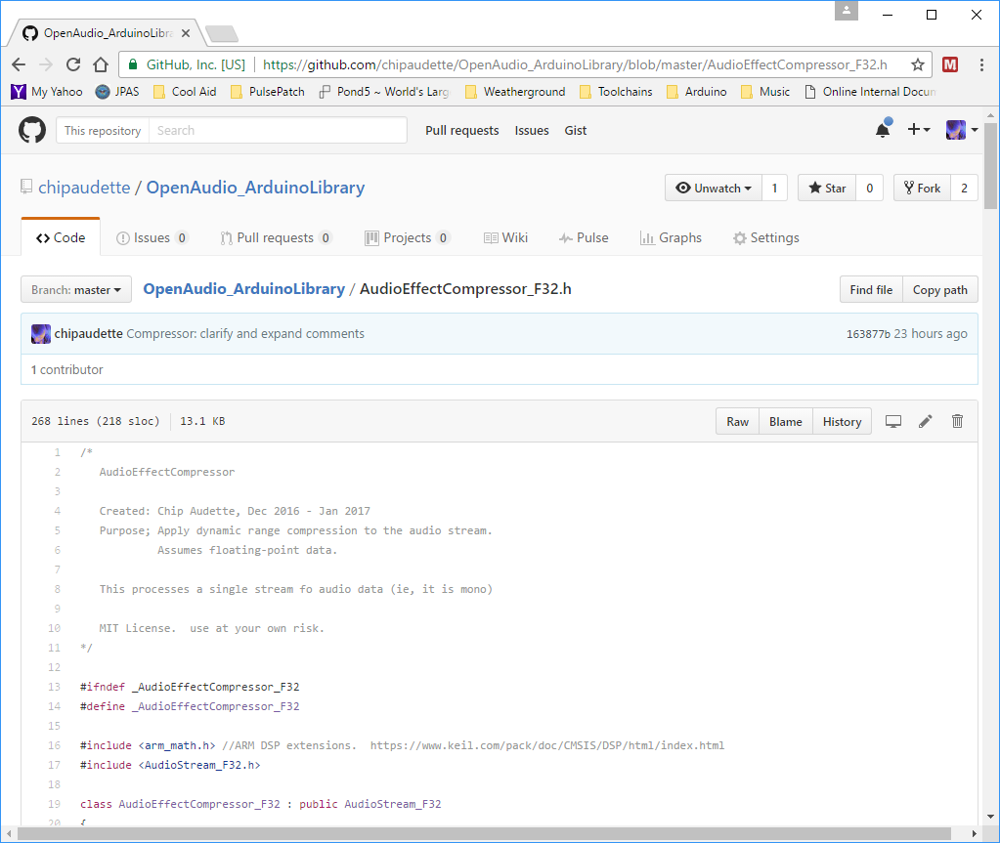 OpenAudio_ArduinoLibra
GitHub, Inc. [US] https://github.com/chipaudette/OpenAudio_ArduinoLibrary/blob/master/AudioEffectCompressor_F32.h M
Y My Yahoo JPAS Cool Aid PulsePatch Pond5 ~ World's Larg Weatherground Toolchains Arduino Music Online Internal Docum
This repository Search Pull requests Issues Gist
chipaudette / OpenAudio_ArduinoLibrary Unwatch 1 Star 0 Fork 2
Code Issues 0 Pull requests 0 Projects 0 Wiki Pulse Graphs Settings
Branch: master OpenAudio_ArduinoLibrary / AudioEffectCompressor_F32.h Find file Copy path
chipaudette Compressor: clarify and expand comments 163877b 23 hours ago
1 contributor
268 lines (218 sloc) 13.1 KB Raw Blame History
1 /*
2 AudioEffectCompressor
3
4 Created: Chip Audette, Dec 2016 - Jan 2017
5 Purpose; Apply dynamic range compression to the audio stream.
6 Assumes floating-point data.
7
8 This processes a single stream fo audio data (ie, it is mono)
9
10 MIT License.  use at your own risk.
11 */
12
13 #ifndef _AudioEffectCompressor_F32
14 #define _AudioEffectCompressor_F32
15
16 #include <arm_math.h> //ARM DSP extensions.  https://www.keil.com/pack/doc/CMSIS/DSP/html/index.html
17 #include <AudioStream_F32.h>
18
19 class AudioEffectCompressor_F32 : public AudioStream_F32
20 {